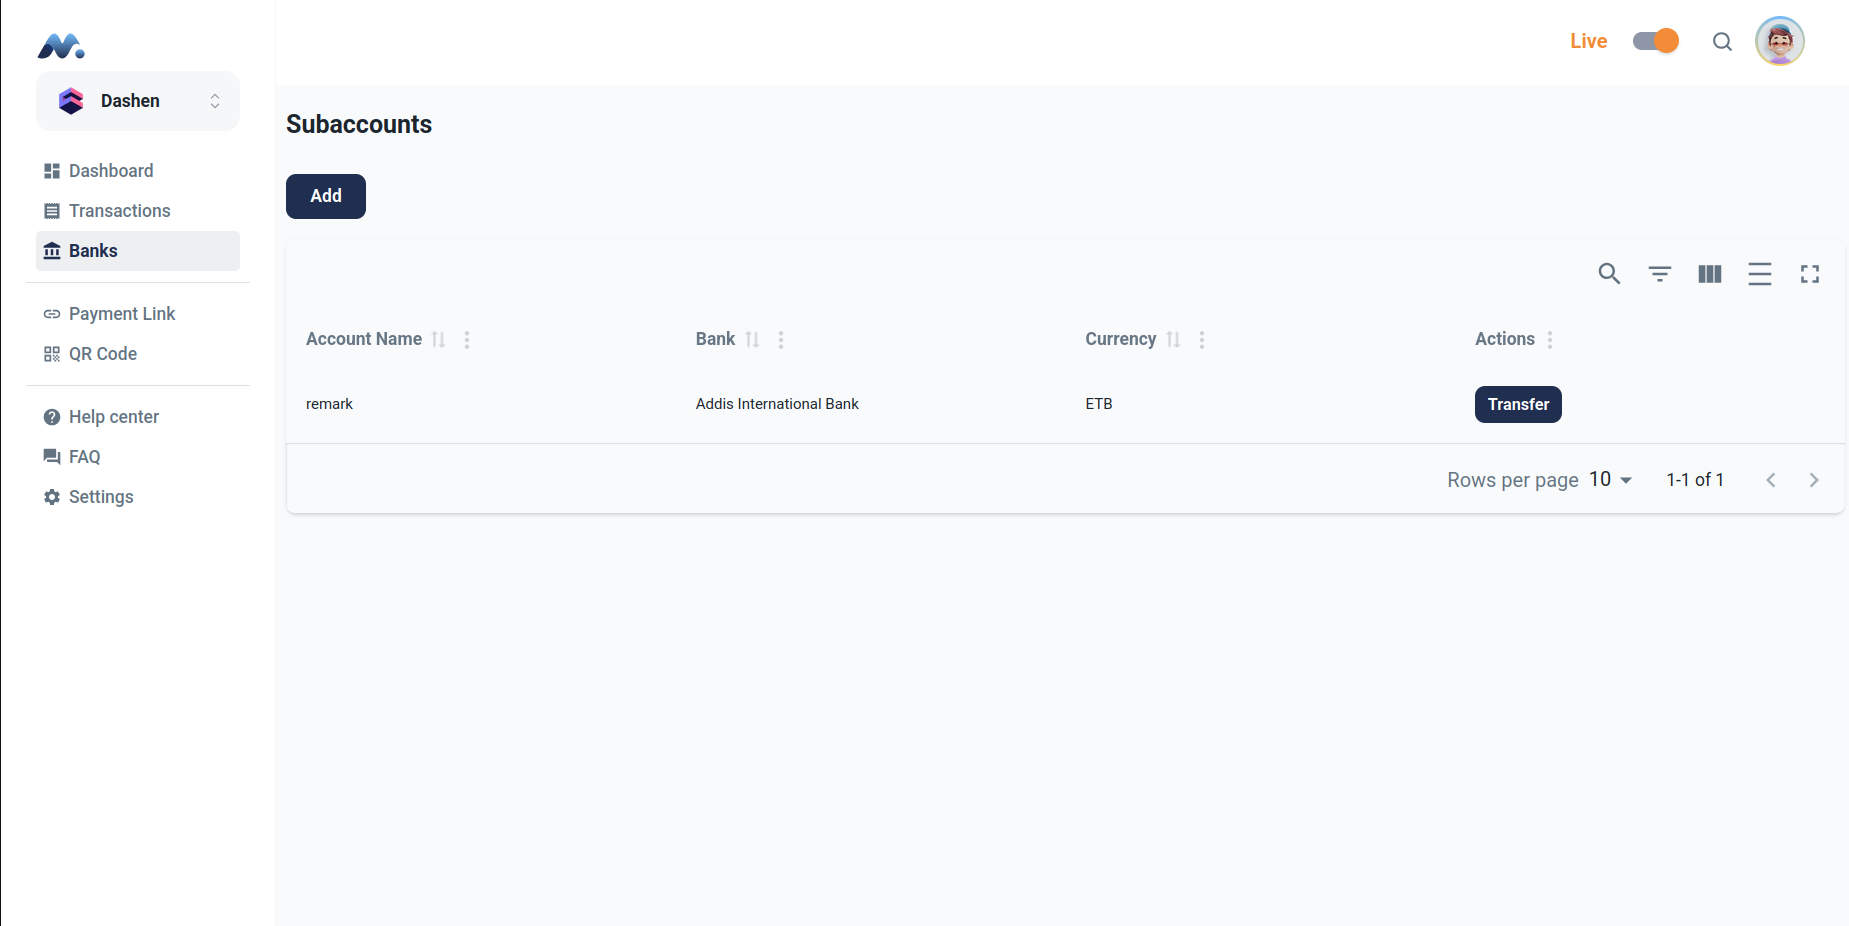 Live
Dashen
Dashboard
Transactions
Banks
Payment Link
QR Code
Help center
FAQ
Settings
Subaccounts
Add
Account Name Bank Currency Actions
remark Addis International Bank ETB Transfer
Rows per page 10 1-1 of 1